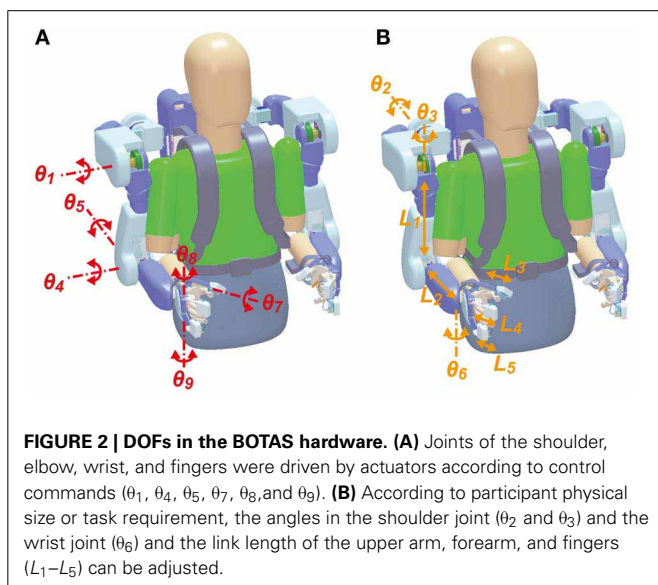 A
B
θ2
θ3
θ1
θ5
L1
θ4
θ8
L3
θ7
L2
L4
θ9
θ6
L5
FIGURE 2 | DOFs in the BOTAS hardware. (A) Joints of the shoulder,
elbow, wrist, and fingers were driven by actuators according to control
commands (θ1, θ4, θ5, θ7, θ8,and θ9). (B) According to participant physical
size or task requirement, the angles in the shoulder joint (θ2 and θ3) and the
wrist joint (θ6) and the link length of the upper arm, forearm, and fingers
(L1–L5) can be adjusted.